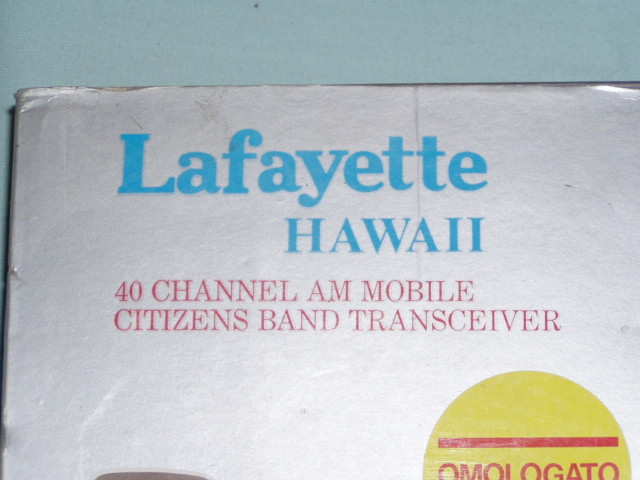 Lafayette
HAWAII
40 CHANNEL AM MOBILE
CITIZENS BAND TRANSCEIVER
OMOLOGATO